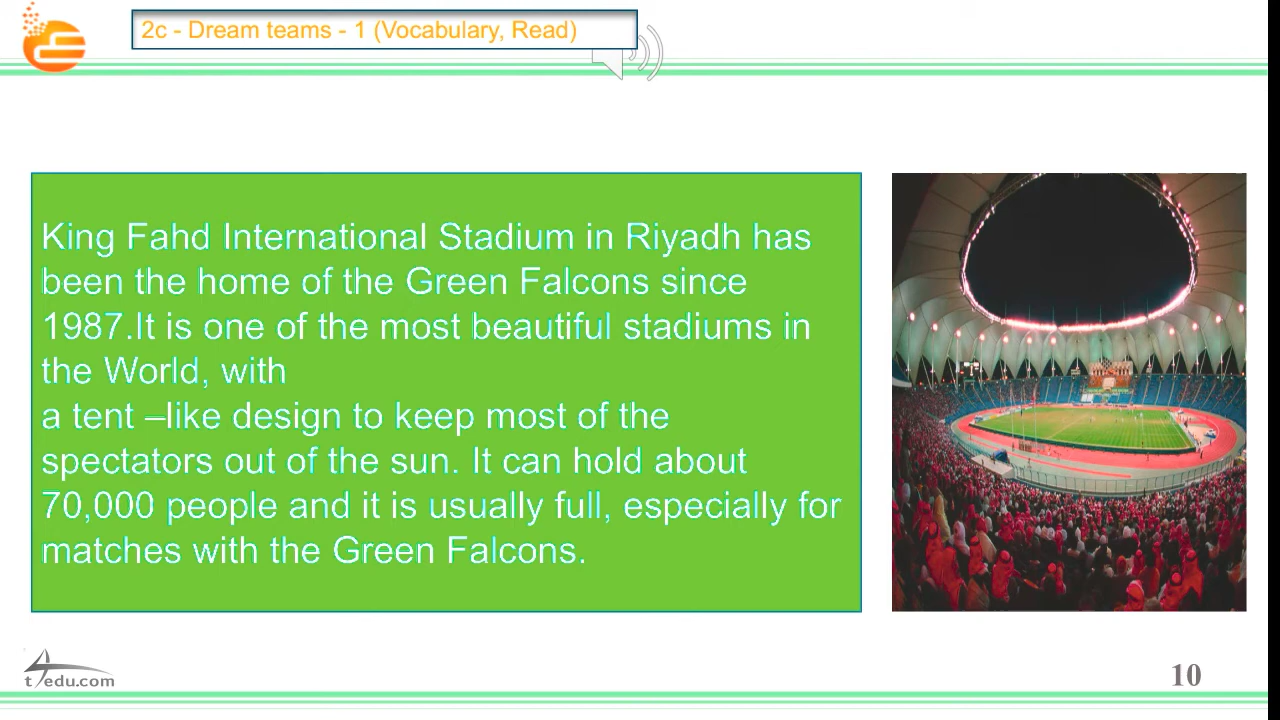 2c - Dream teams - 1 (Vocabulary, Read)
King Fahd International Stadium in Riyadh has
been the home of the Green Falcons since
1987.It is one of the most beautiful stadiums in
the World, with
a tent –like design to keep most of the
spectators out of the sun. It can hold about
70,000 people and it is usually full, especially for
matches with the Green Falcons.
t4edu.com
10